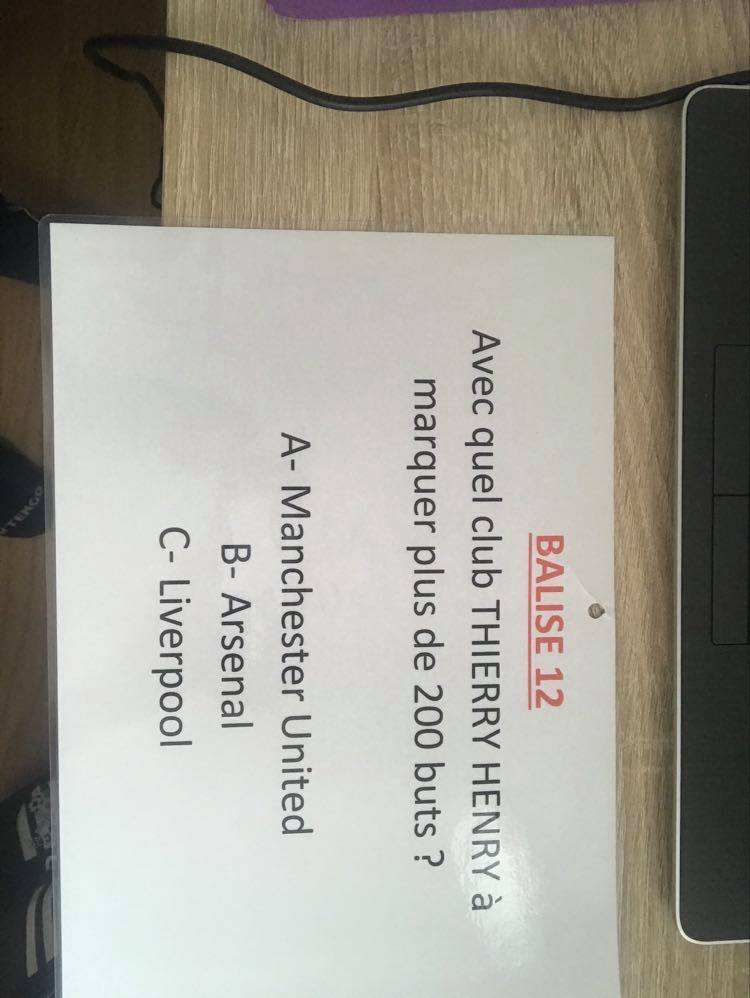 BALISE 12
Avec quel club THIERRY HENRY à
marquer plus de 200 buts ?
A- Manchester United
B- Arsenal
C- Liverpool